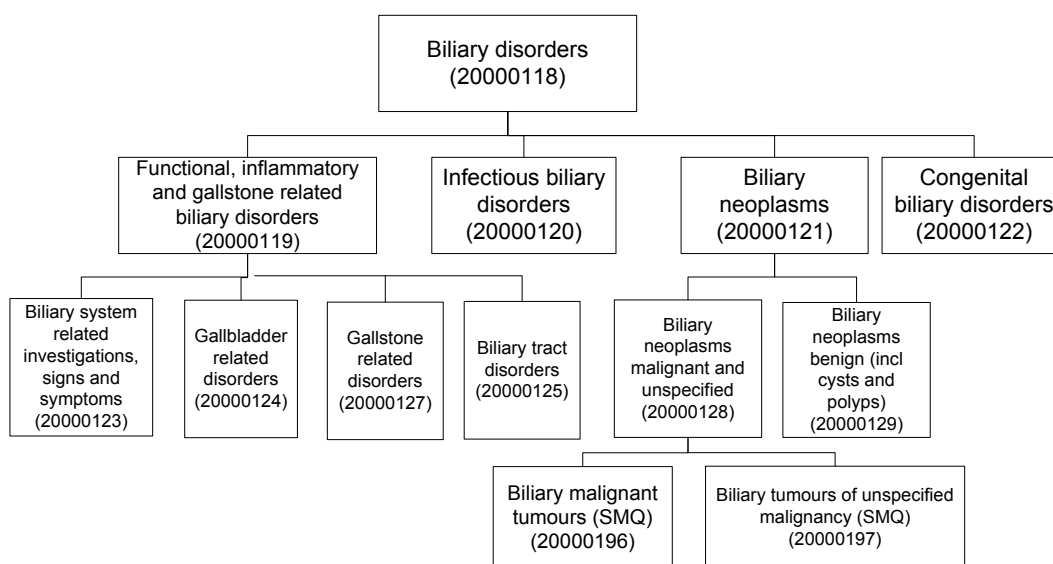 Biliary disorders
(20000118)
Functional, inflammatory
and gallstone related
biliary disorders
(20000119)
Infectious biliary
disorders
(20000120)
Biliary
neoplasms
(20000121)
Congenital
biliary disorders
(20000122)
Biliary system
related
investigations,
signs and
symptoms
(20000123)
Gallbladder
related
disorders
(20000124)
Gallstone
related
disorders
(20000127)
Biliary tract
disorders
(20000125)
Biliary
neoplasms
malignant and
unspecified
(20000128)
Biliary
neoplasms
benign (incl
cysts and
polyps)
(20000129)
Biliary malignant
tumours (SMQ)
(20000196)
Biliary tumours of unspecified
malignancy (SMQ)
(20000197)